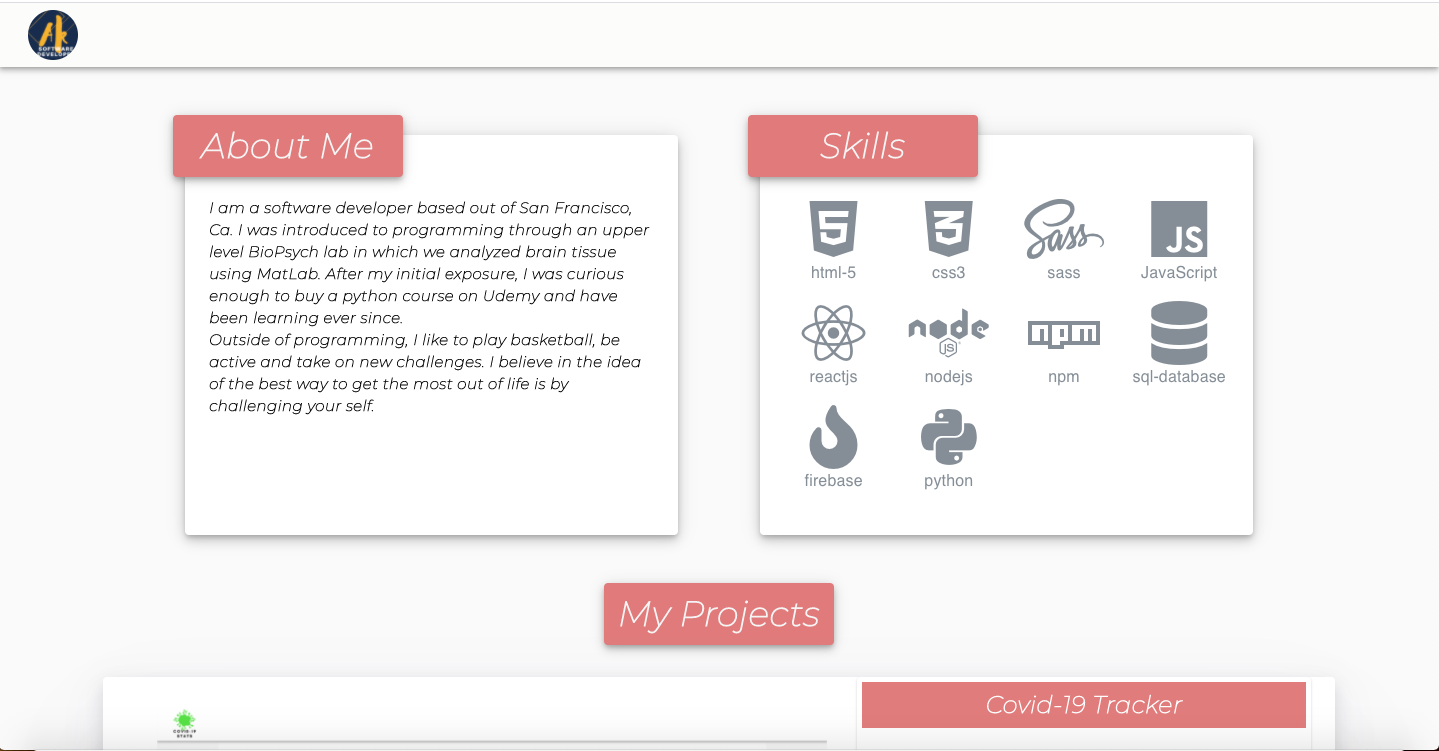 Ak
SOFTWARE
DEVELOPER
About Me
I am a software developer based out of San Francisco,
Ca. I was introduced to programming through an upper
level BioPsych lab in which we analyzed brain tissue
using MatLab. After my initial exposure, I was curious
enough to buy a python course on Udemy and have
been learning ever since.
Outside of programming, I like to play basketball, be
active and take on new challenges. I believe in the idea
of the best way to get the most out of life is by
challenging your self.
Skills
5
3
Sass
JS
html-5
css3
sass
JavaScript
node
JS
npm
reactjs
nodejs
npm
sql-database
firebase
python
My Projects
Covid-19 Tracker